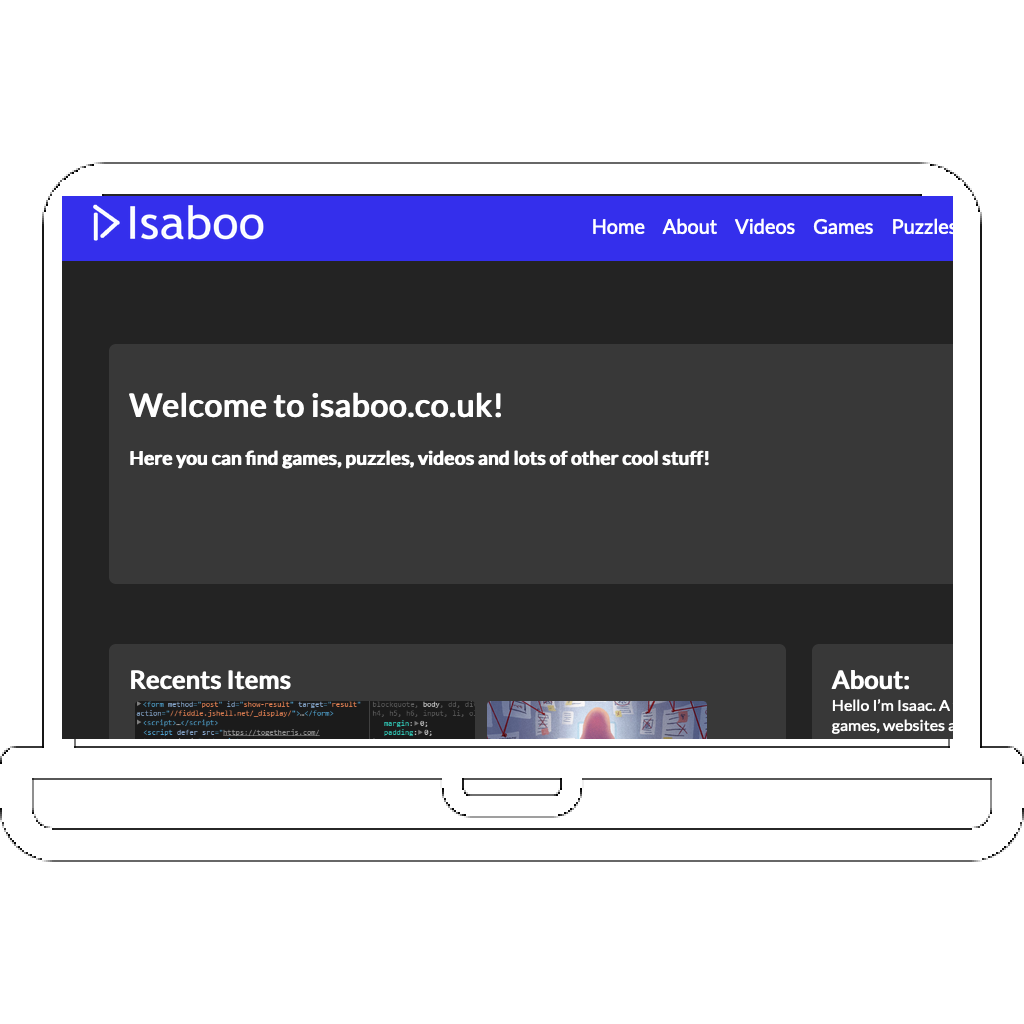 Isaboo
Home About Videos Games Puzzles
Welcome to isaboo.co.uk!
Here you can find games, puzzles, videos and lots of other cool stuff!
Recents Items
<form method="post" id="show-result" target="result"
action="//fiddle.jshell.net/_display/">…</form>
<script>…</script>
<script defer src="https://togetherjs.com/
blockquote, body, dd, di
h4, h5, h6, input, li, o
margin: 0;
padding: 0;
About:
Hello I’m Isaac. A
games, websites a